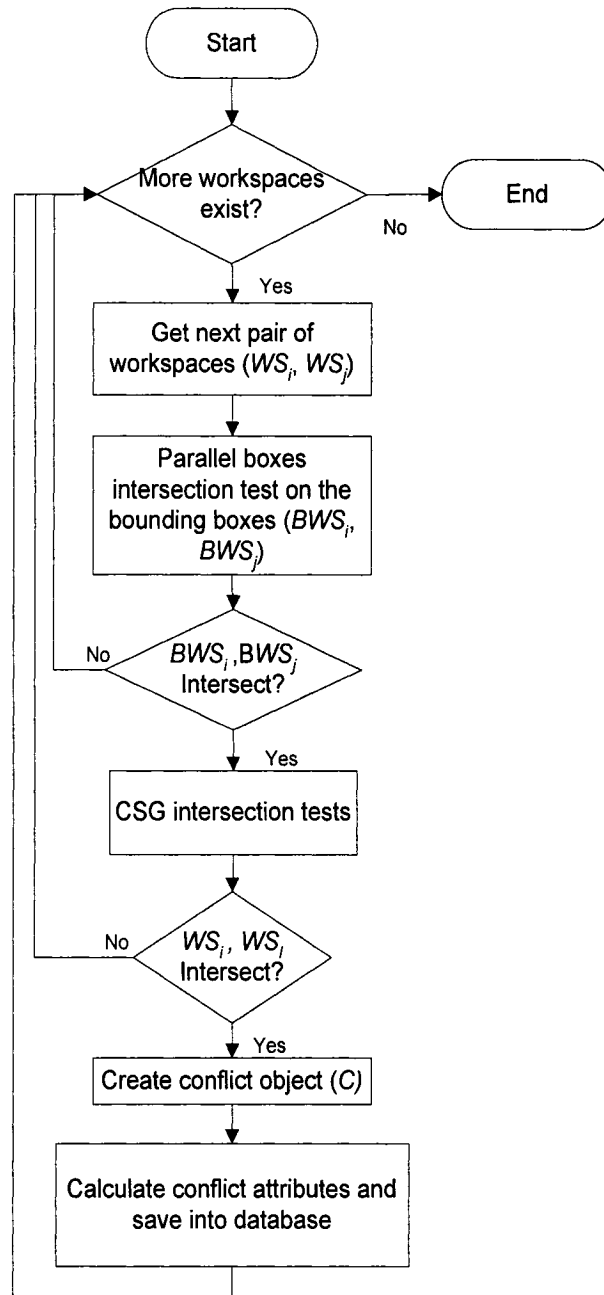 Start
More workspaces
exist?
End
No
Yes
Get next pair of
workspaces (WSi, WSj)
Parallel boxes
intersection test on the
bounding boxes (BWSi,
BWSj)
No
BWSi ,BWSj
Intersect?
Yes
CSG intersection tests
No
WSi , WSl
Intersect?
Yes
Create conflict object (C)
Calculate conflict attributes and
save into database